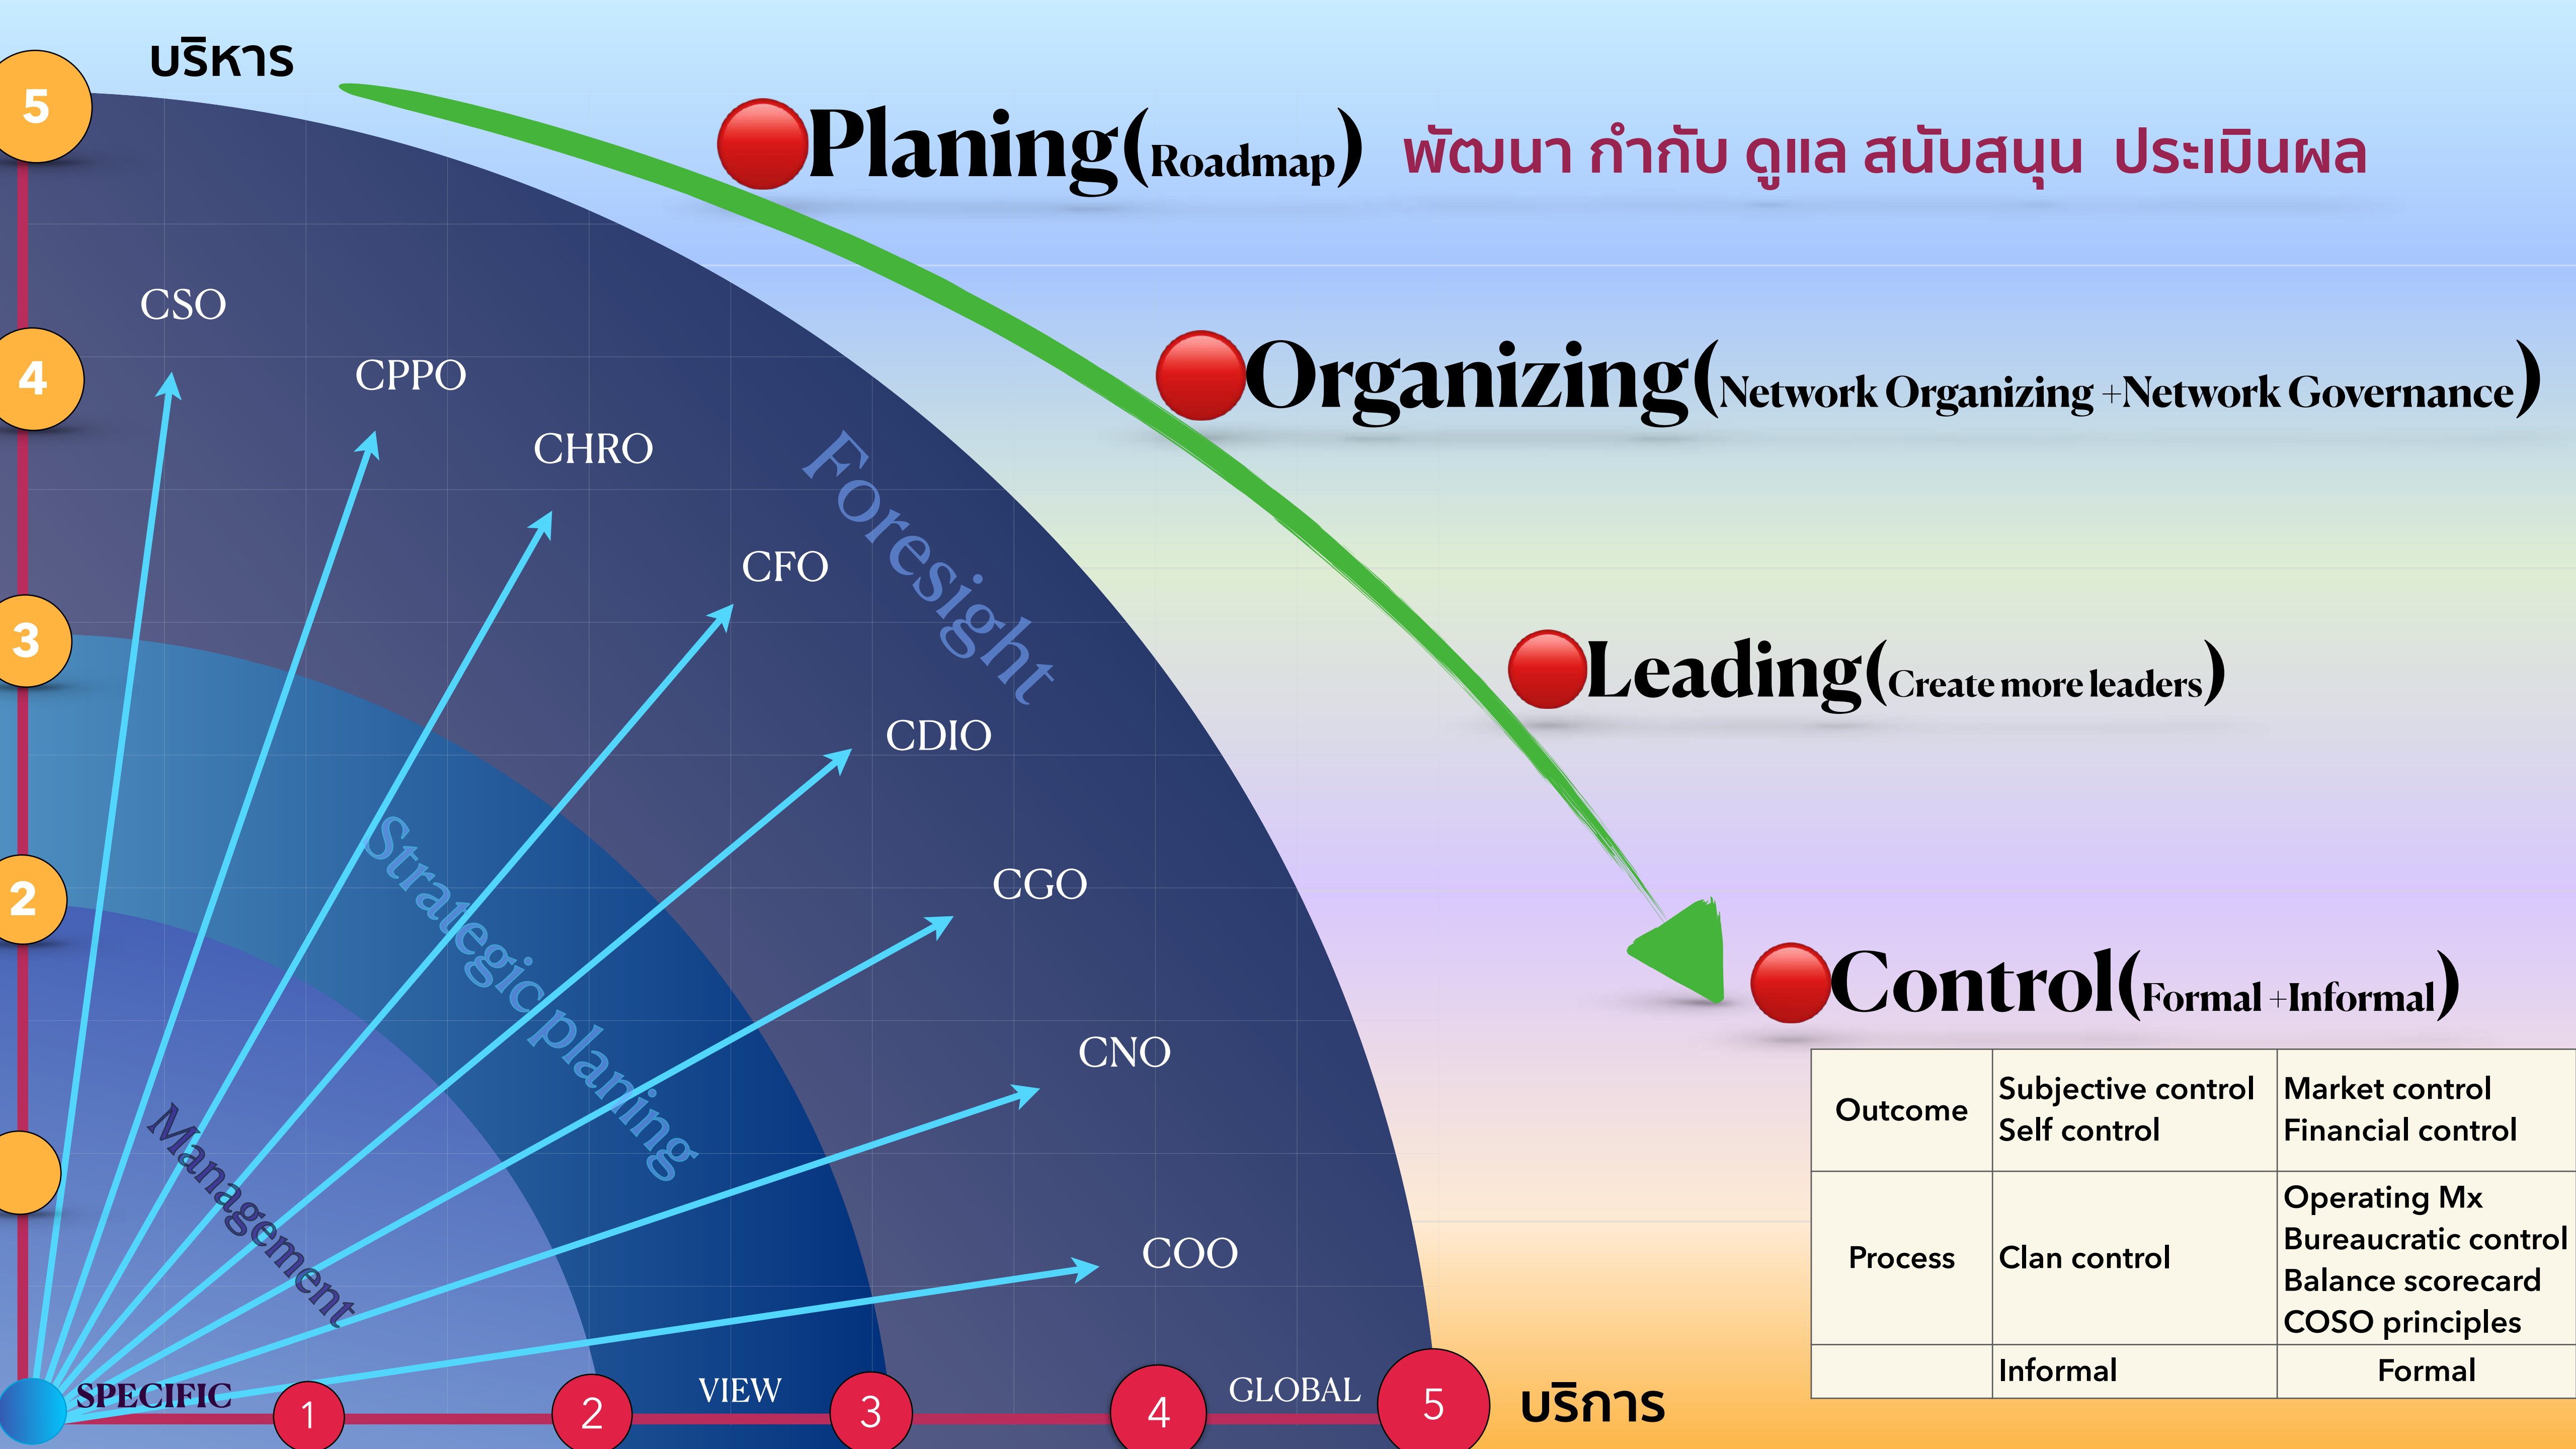 บริหาร
5
Planing(Roadmap) พัฒนา กำกับ ดูแล สนับสนุน ประเมินผล
CSO
4
CPPO
Organizing(Network Organizing +Network Governance)
CHRO
Foresight
CFO
3
Leading(Create more leaders)
CDIO
2
CGO
Strategic planing
Control(Formal +Informal)
CNO
Management
Outcome
Subjective control
Self control
Market control
Financial control
Process
Clan control
Operating Mx
Bureaucratic control
Balance scorecard
COSO principles
Informal
Formal
COO
SPECIFIC
1
2
VIEW
3
4
GLOBAL
5
บริการ